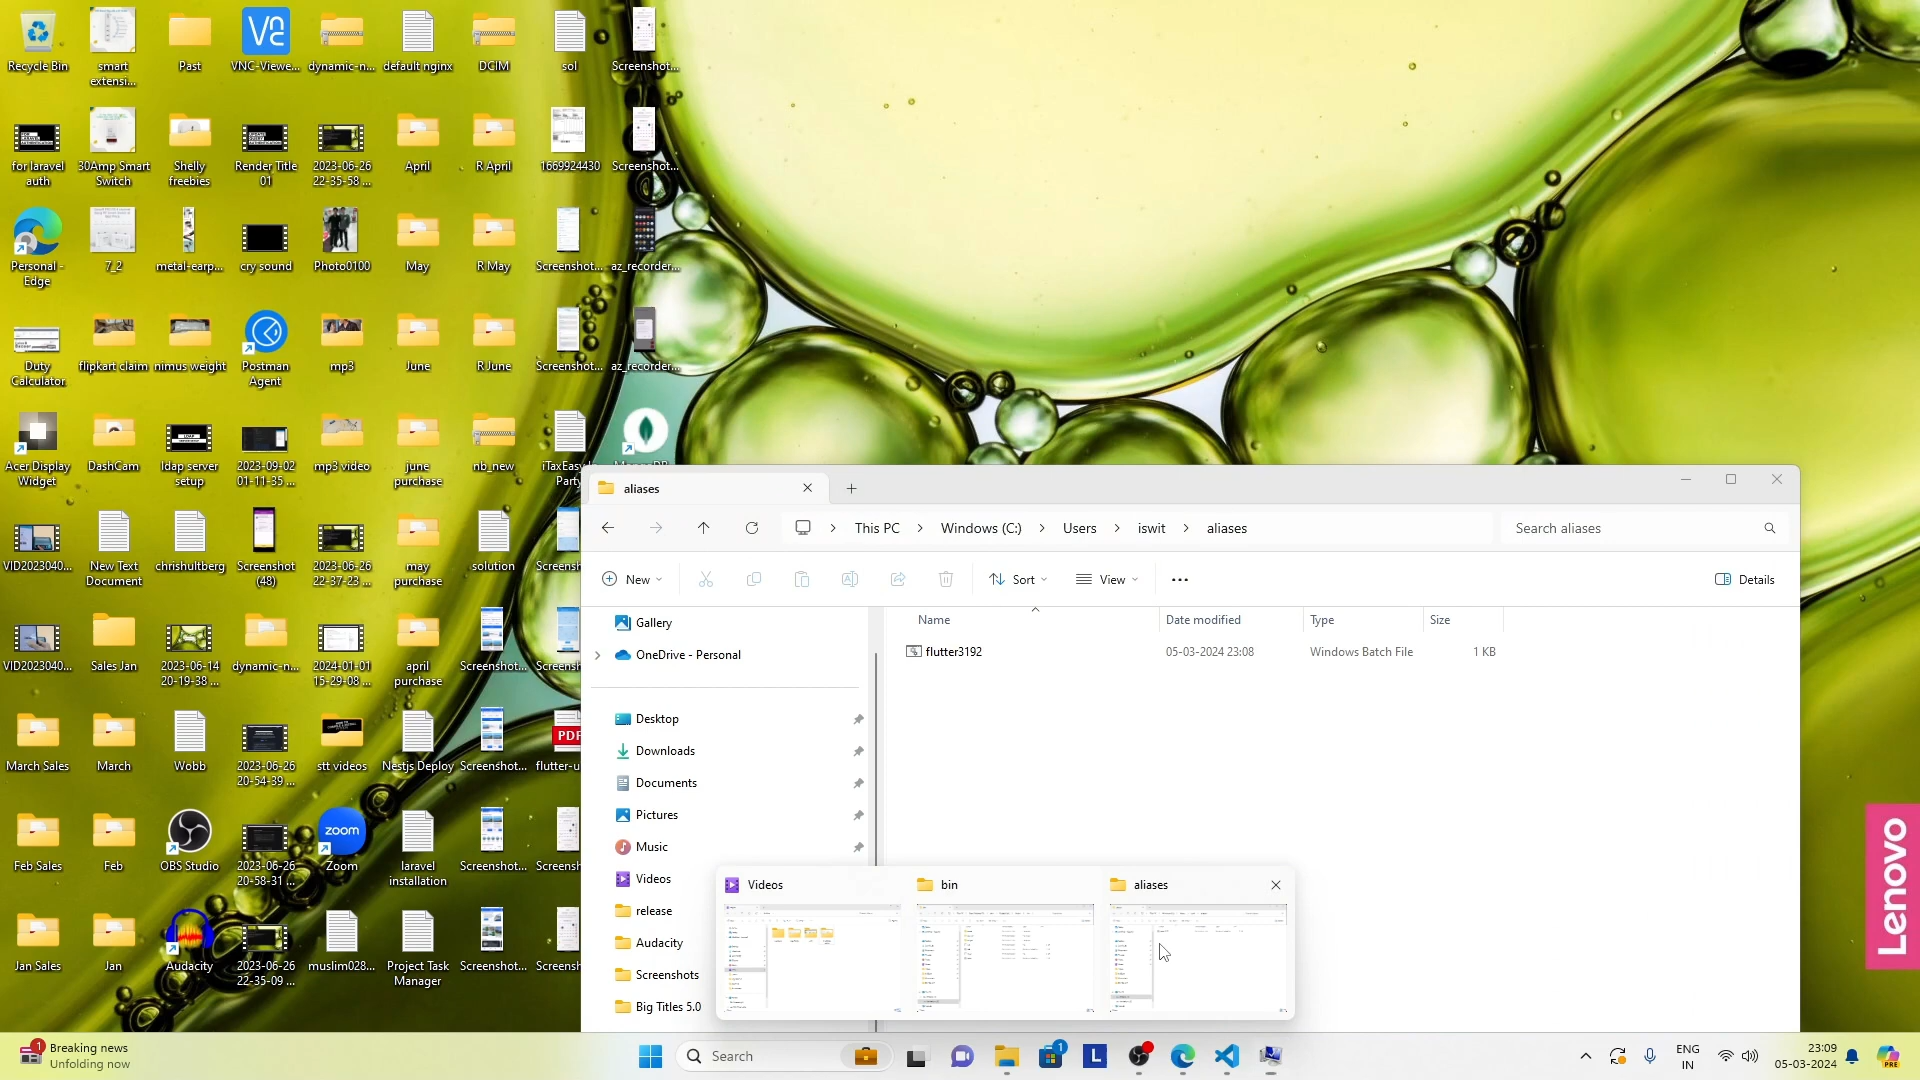 Recycle Bin
smart
extensi...
Past
VNC-Viewe...
dynamic-n...
default nginx
DCIM
sol
Screenshot...
for laravel
auth
30Amp Smart
Switch
Shelly
freebies
Render Title
01
2023-06-26
22-35-58 ...
April
R April
1669924430
Screenshot...
Personal -
Edge
7_2
metal-earp...
cry sound
Photo0100
May
R May
Screenshot...
az_recorder...
Duty
Calculator
flipkart claim
nimus weight
Postman
Agent
mp3
June
R June
Screenshot...
az_recorder...
Acer Display
Widget
DashCam
ldap server
setup
2023-09-02
01-11-35 ...
mp3 video
june
purchase
nb_new
VID2023040...
New Text
Document
chrishultberg
Screenshot
(48)
2023-06-26
22-37-23 ...
may
purchase
solution
VID2023040...
Sales Jan
2023-06-14
20-19-38 ...
dynamic-n...
2024-01-01
15-29-08 ...
april
purchase
Screenshot...
March Sales
March
Wobb
2023-06-26
20-54-39 ...
stt videos
Nestjs Deploy
Screenshot...
PDF
flutter-u
Feb Sales
Feb
OBS Studio
2023-06-26
20-58-31 ...
zoom
Zoom
laravel
installation
Screenshot...
Jan Sales
Jan
Audacity
2023-06-26
22-35-09 ...
muslim028...
Project Task
Manager
Screenshot...
aliases
This PC > Windows (C:) > Users > iswit > aliases
Search aliases
New
Sort
View
Details
Gallery
OneDrive - Personal
Desktop
Downloads
Documents
Pictures
Music
Videos
release
Audacity
Screenshots
Big Titles 5.0
Name Date modified Type Size
flutter3192 05-03-2024 23:08 Windows Batch File 1 KB
Videos
bin
aliases
Lenovo
1
Breaking news
Unfolding now
Search
1
L
ENG
IN
23:09
05-03-2024
PRE